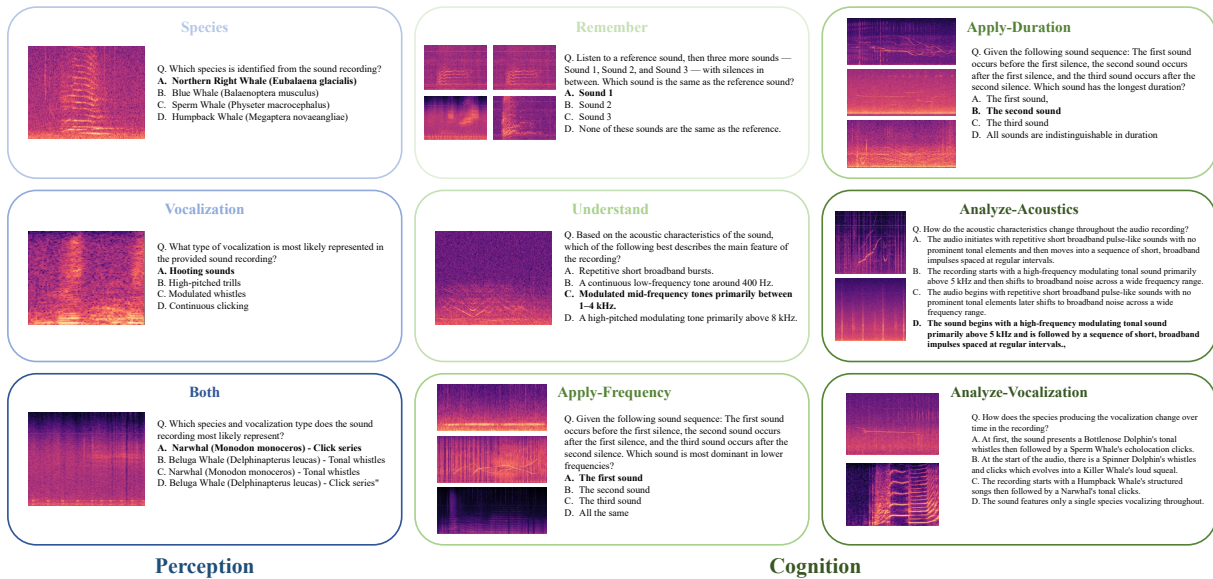 Species
Q. Which species is identified from the sound recording?
A. Northern Right Whale (Eubalaena glacialis)
B. Blue Whale (Balaenoptera musculus)
C. Sperm Whale (Physeter macrocephalus)
D. Humpback Whale (Megaptera novaeangliae)
Remember
Q. Listen to a reference sound, then three more sounds —
Sound 1, Sound 2, and Sound 3 — with silences in
between. Which sound is the same as the reference sound?
A. Sound 1
B. Sound 2
C. Sound 3
D. None of these sounds are the same as the reference.
Apply-Duration
Q. Given the following sound sequence: The first sound
occurs before the first silence, the second sound occurs
after the first silence, and the third sound occurs after the
second silence. Which sound has the longest duration?
A. The first sound,
B. The second sound
C. The third sound
D. All sounds are indistinguishable in duration
Vocalization
Q. What type of vocalization is most likely represented in
the provided sound recording?
A. Hooting sounds
B. High-pitched trills
C. Modulated whistles
D. Continuous clicking
Understand
Q. Based on the acoustic characteristics of the sound,
which of the following best describes the main feature of
the recording?
A. Repetitive short broadband bursts.
B. A continuous low-frequency tone around 400 Hz.
C. Modulated mid-frequency tones primarily between
1–4 kHz.
D. A high-pitched modulating tone primarily above 8 kHz.
Analyze-Acoustics
Q. How do the acoustic characteristics change throughout the audio recording?
A. The audio initiates with repetitive short broadband pulse-like sounds with no
prominent tonal elements and then moves into a sequence of short, broadband
impulses spaced at regular intervals.
B. The recording starts with a high-frequency modulating tonal sound primarily
above 5 kHz and then shifts to broadband noise across a wide frequency range.
C. The audio begins with repetitive short broadband pulse-like sounds with no
prominent tonal elements later shifts to broadband noise across a wide
frequency range.
D. The sound begins with a high-frequency modulating tonal sound
primarily above 5 kHz and is followed by a sequence of short, broadband
impulses spaced at regular intervals.,
Both
Q. Which species and vocalization type does the sound
recording most likely represent?
A. Narwhal (Monodon monoceros) - Click series
B. Beluga Whale (Delphinapterus leucas) - Tonal whistles
C. Narwhal (Monodon monoceros) - Tonal whistles
D. Beluga Whale (Delphinapterus leucas) - Click series"
Apply-Frequency
Q. Given the following sound sequence: The first sound
occurs before the first silence, the second sound occurs
after the first silence, and the third sound occurs after the
second silence. Which sound is most dominant in lower
frequencies?
A. The first sound
B. The second sound
C. The third sound
D. All the same
Analyze-Vocalization
Q. How does the species producing the vocalization change over
time in the recording?
A. At first, the sound presents a Bottlenose Dolphin's tonal
whistles then followed by a Sperm Whale's echolocation clicks.
B. At the start of the audio, there is a Spinner Dolphin's whistles
and clicks which evolves into a Killer Whale's loud squeal.
C. The recording starts with a Humpback Whale's structured
songs then followed by a Narwhal's tonal clicks.
D. The sound features only a single species vocalizing throughout.
Perception
Cognition